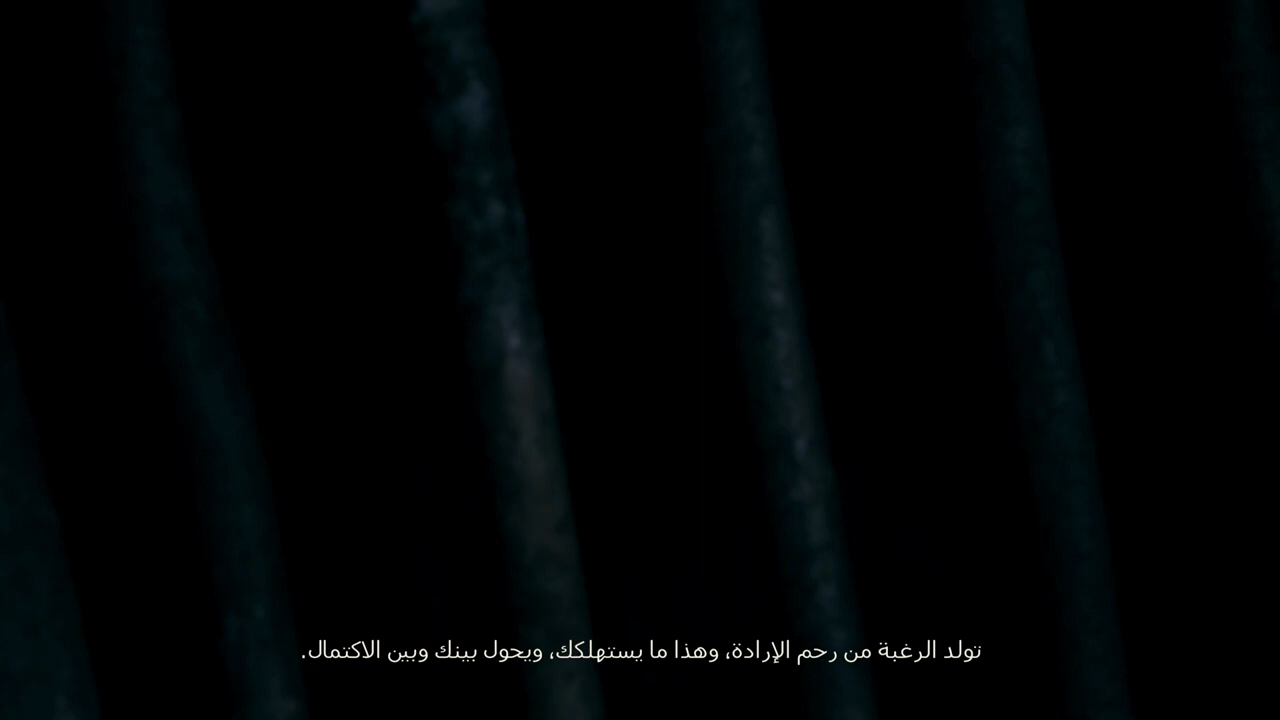 تولد الرغبة من رحم الإرادة، وهذا ما يستهلكك، ويحول بينك وبين الاكتمال.